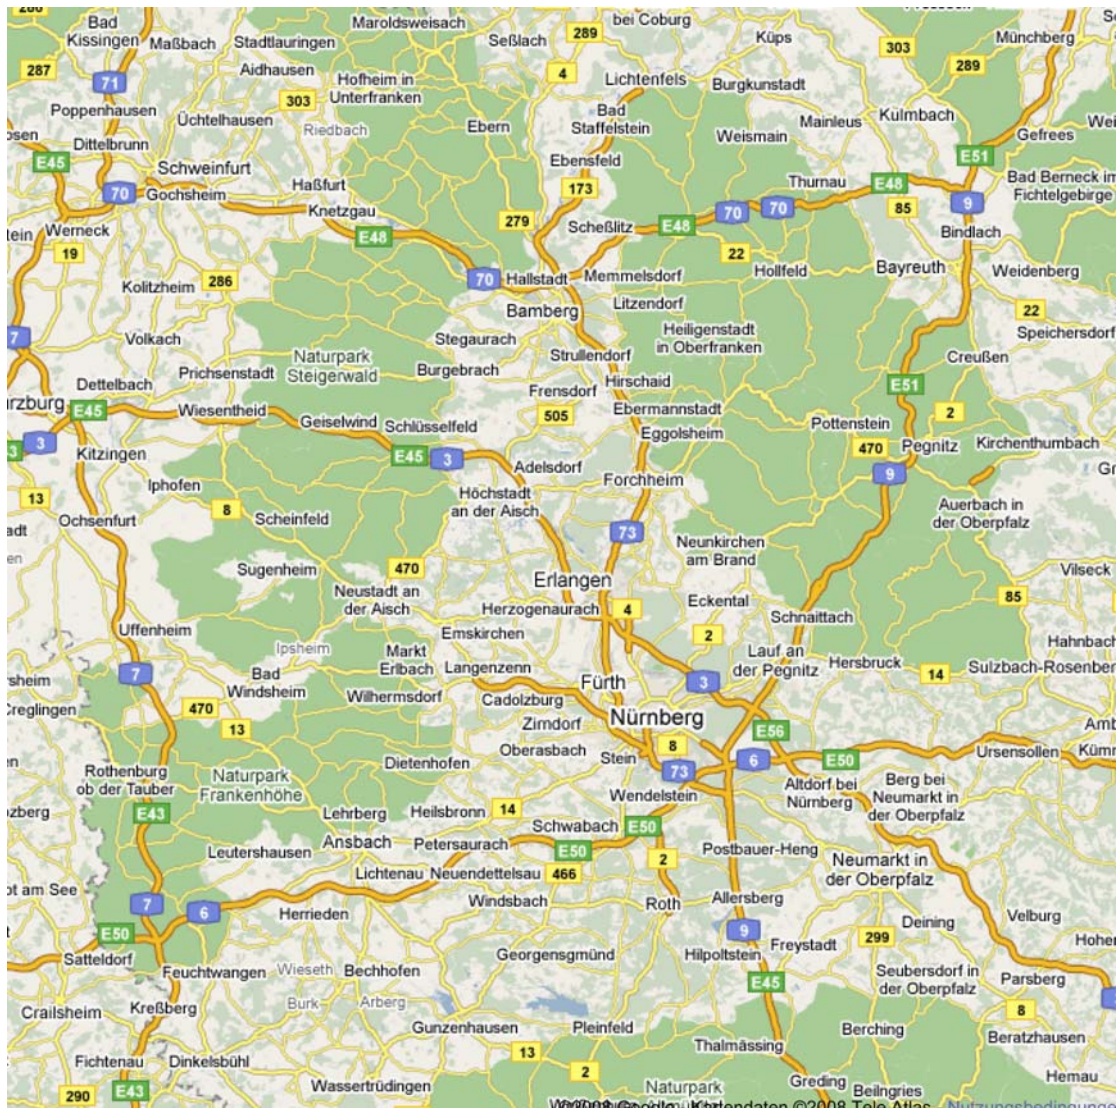 Bad
Kissingen
Maßbach
Stadtlauringen
Maroldsweisach
Seßlach
289
bei Coburg
Küps
303
Münchberg
287
71
Aidhausen
Hofheim in
Unterfranken
4
Lichtenfels
Burgkunstadt
289
Poppenhausen
Üchtelhausen
303
Riedbach
Ebern
Bad
Staffelstein
Weismain
Mainleus
Külmbach
Gefrees
Dittelbrunn
E45
Schweinfurt
Ebensfeld
E51
70
Gochsheim
Haßfurt
173
Thurnau
E48
Bad Berneck im
Fichtelgebirge
Knetzgau
279
Scheßlitz
E48
70
70
85
9
Werneck
19
E48
22
Bindlach
Kolitzheim
286
70
Hallstadt
Memmelsdorf
Hollfeld
Bayreuth
Weidenberg
Bamberg
Litzendorf
22
7
Volkach
Stegaurach
Heiligenstadt
in Oberfranken
Speichersdorf
Naturpark
Steigerwald
Strullendorf
Creußen
Dettelbach
Prichsenstadt
Burgebrach
Hirschaid
E51
rzburg
E45
Wiesentheid
Frensdorf
505
Ebermannstadt
2
3
Kitzingen
Geiselwind
Schlüsselfeld
Eggolsheim
Pottenstein
470
Pegnitz
Kirchenthumbach
E45
3
Adelsdorf
9
13
Iphofen
8
Höchstadt
an der Aisch
Forchheim
Auerbach in
der Oberpfalz
Ochsenfurt
Scheinfeld
73
Neunkirchen
am Brand
Sugenheim
470
Vilseck
Neustadt an
der Aisch
Erlangen
Eckental
85
Herzogenaurach
4
Schnaittach
Uffenheim
Ipsheim
Emskirchen
2
Hahnbach
7
Bad
Windsheim
Markt
Erlbach
Langenzenn
Lauf an
der Pegnitz
Hersbruck
14
Sulzbach-Rosenber
Creglingen
470
13
Wilhermsdorf
Cadolzburg
Fürth
3
Zirndorf
Nürnberg
E56
Oberasbach
Stein
8
6
E50
Ursensollen
Rothenburg
ob der Tauber
Naturpark
Frankenhöhe
Dietenhofen
73
Altdorf bei
Nürnberg
Berg bei
Neumarkt in
der Oberpfalz
E43
Lehrberg
Heilsbronn
14
Wendelstein
Schwabach
E50
Leutershausen
Ansbach
Petersaurach
E50
2
Postbauer-Heng
Neumarkt in
der Oberpfalz
Lichtenau
Neuendettelsau
466
7
6
Herrieden
Windsbach
Roth
Allersberg
Velburg
E50
9
299
Deining
Satteldorf
Feuchtwangen
Wieseth
Bechhofen
Georgensgmünd
Hilpoltstein
Freystadt
Seubersdorf in
der Oberpfalz
Parsberg
E45
Crailsheim
Kreßberg
Burk
Arberg
Gunzenhausen
Pleinfeld
Berching
8
Beratzhausen
Thalmässing
Fichtenau
Dinkelsbühl
13
2
Greding
Beilngries
Hemau
290
E43
Wassertrüdingen
Naturpark
©2008 Google - Kartendaten ©2008 Tele Atlas - Nutzungsbedingunge